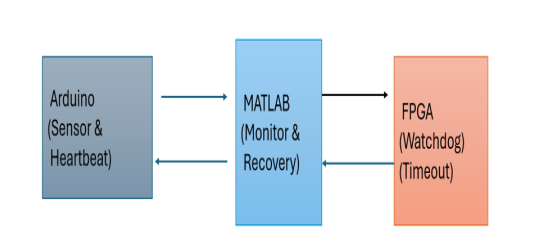 Arduino
(Sensor &
Heartbeat)
MATLAB
(Monitor &
Recovery)
FPGA
(Watchdog)
(Timeout)